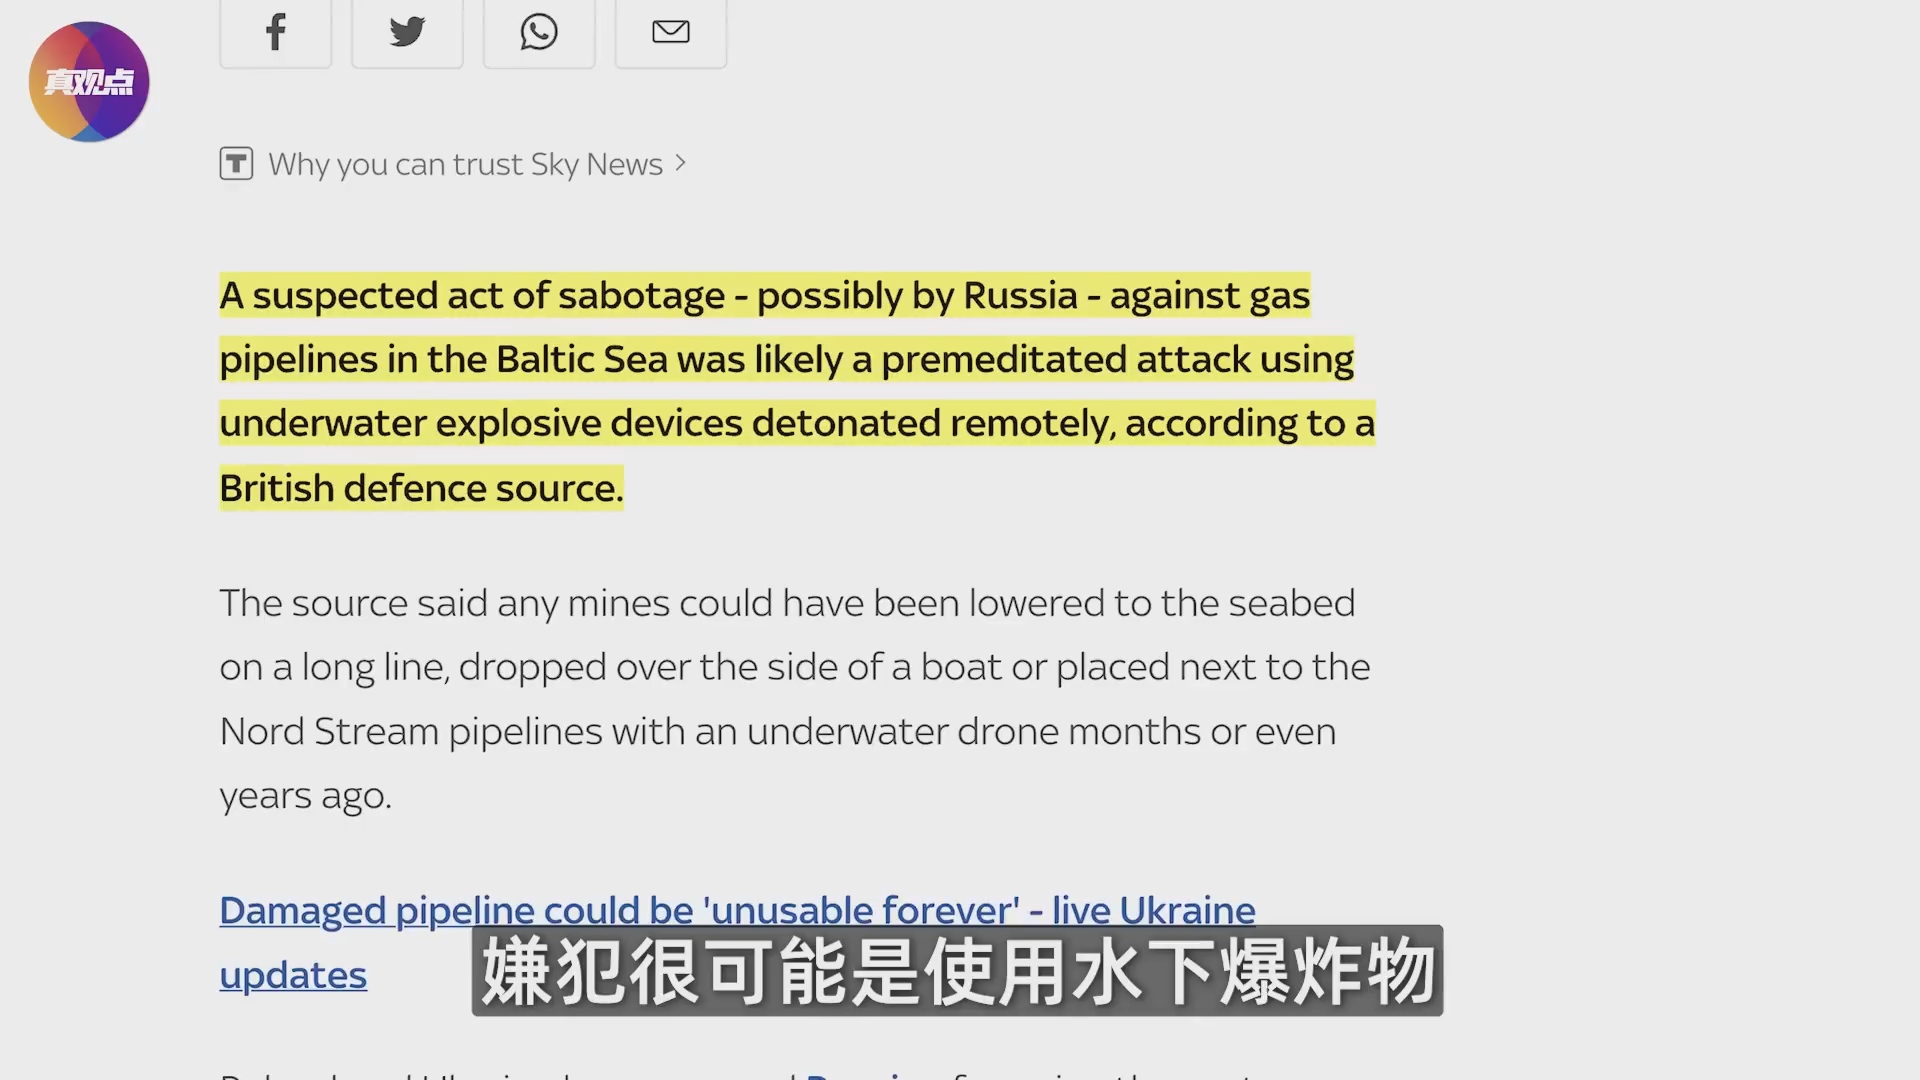 真观点
Why you can trust Sky News
A suspected act of sabotage - possibly by Russia - against gas
pipelines in the Baltic Sea was likely a premeditated attack using
underwater explosive devices detonated remotely, according to a
British defence source.
The source said any mines could have been lowered to the seabed
on a long line, dropped over the side of a boat or placed next to the
Nord Stream pipelines with an underwater drone months or even
years ago.
Damaged pipeline could be 'unusable forever' - live Ukraine
updates
嫌犯很可能是使用水下爆炸物